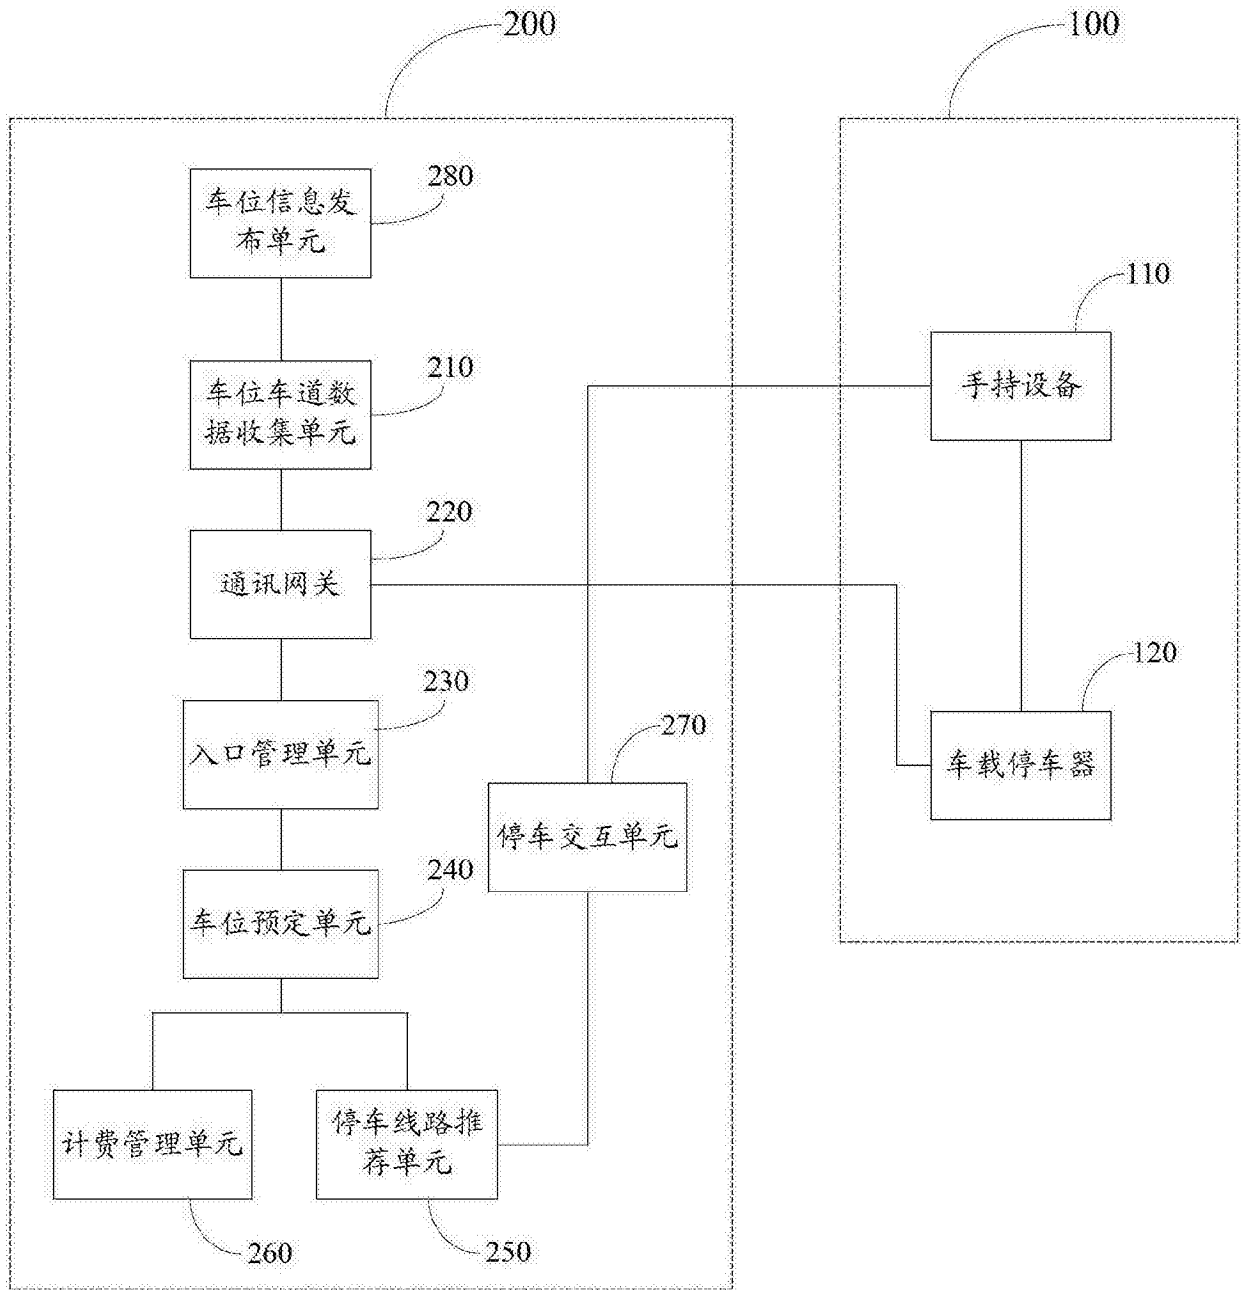 200
100
280
车位信息发
布单元
110
210
车位车道数
据收集单元
手持设备
220
通讯网关
120
230
270
入口管理单元
车载停车器
停车交互单元
240
车位预定单元
计费管理单元
停车线路推
荐单元
260
250